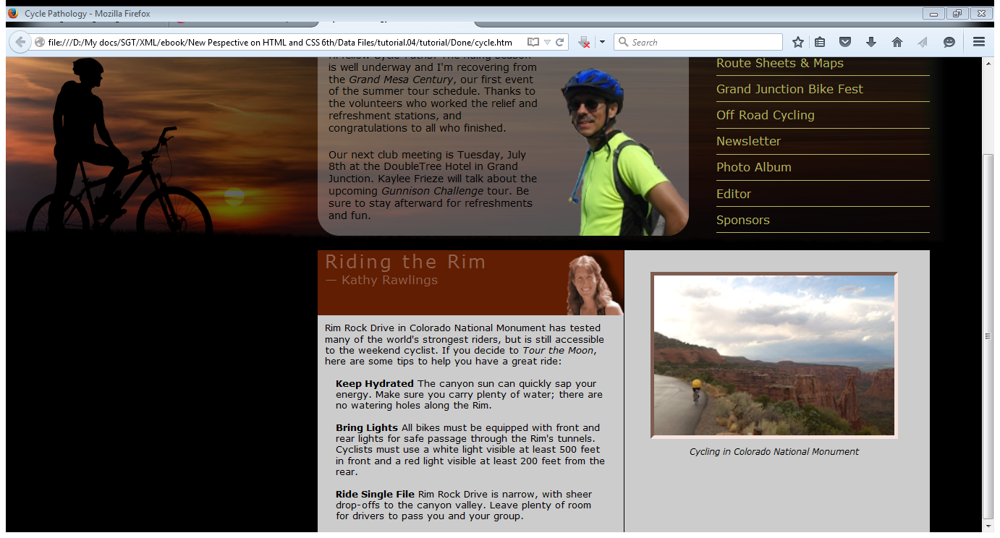 Cycle Pathology - Mozilla Firefox
file:///D:/My docs/SGT/XML/ebook/New Pespective on HTML and CSS 6th/Data Files/tutorial.04/tutorial/Done/cycle.htm
Search
is well underway and I'm recovering from
the Grand Mesa Century, our first event
of the summer tour schedule. Thanks to
the volunteers who worked the relief and
refreshment stations, and
congratulations to all who finished.
Our next club meeting is Tuesday, July
8th at the DoubleTree Hotel in Grand
Junction. Kaylee Frieze will talk about the
upcoming Gunnison Challenge tour. Be
sure to stay afterward for refreshments
and fun.
Route Sheets & Maps
Grand Junction Bike Fest
Off Road Cycling
Newsletter
Photo Album
Editor
Sponsors
Riding the Rim
— Kathy Rawlings
Rim Rock Drive in Colorado National Monument has tested
many of the world's strongest riders, but is still accessible
to the weekend cyclist. If you decide to Tour the Moon,
here are some tips to help you have a great ride:
Keep Hydrated The canyon sun can quickly sap your
energy. Make sure you carry plenty of water; there are
no watering holes along the Rim.
Bring Lights All bikes must be equipped with front and
rear lights for safe passage through the Rim's tunnels.
Cyclists must use a white light visible at least 500 feet
in front and a red light visible at least 200 feet from the
rear.
Ride Single File Rim Rock Drive is narrow, with sheer
drop-offs to the canyon valley. Leave plenty of room
for drivers to pass you and your group.
Cycling in Colorado National Monument